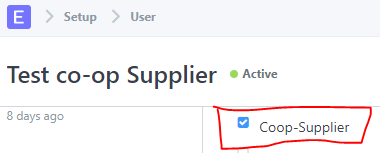 E Setup User
Test co-op Supplier Active
8 days ago
Coop-Supplier